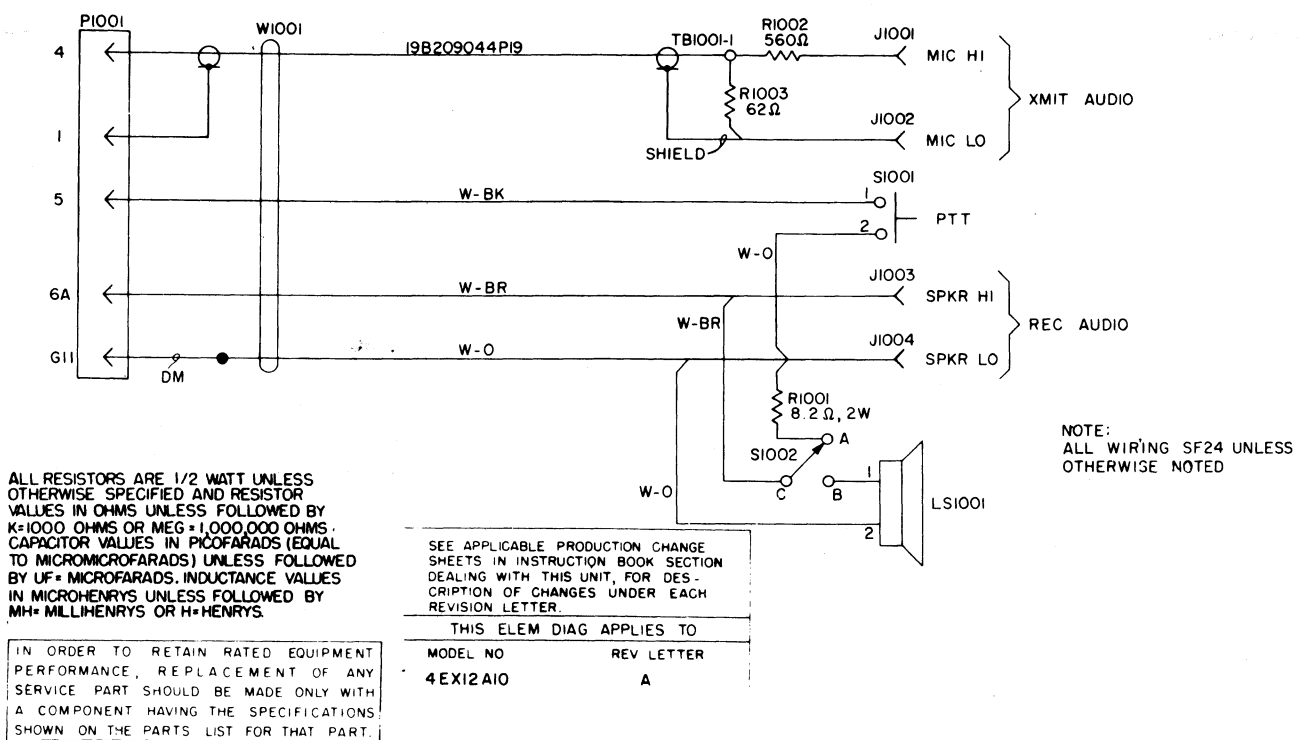 P1001
W1001
4
19B209044P19
TB1001-1
R1002
560Ω
J1001
MIC HI
XMIT AUDIO
R1003
62Ω
1
J1002
MIC LO
SHIELD
5
W-BK
S1001
1
2
PTT
W-O
6A
W-BR
J1003
SPKR HI
W-BR
REC AUDIO
G11
DM
W-O
J1004
SPKR LO
R1001
8.2Ω, 2W
S1002
A
C
B
W-O
1
2
LS1001
NOTE:
ALL WIRING SF24 UNLESS
OTHERWISE NOTED
ALL RESISTORS ARE 1/2 WATT UNLESS
OTHERWISE SPECIFIED AND RESISTOR
VALUES IN OHMS UNLESS FOLLOWED BY
K=1000 OHMS OR MEG = 1,000,000 OHMS.
CAPACITOR VALUES IN PICOFARADS (EQUAL
TO MICROMICROFARADS) UNLESS FOLLOWED
BY UF= MICROFARADS. INDUCTANCE VALUES
IN MICROHENRYS UNLESS FOLLOWED BY
MH= MILLIHENRYS OR H=HENRYS.
SEE APPLICABLE PRODUCTION CHANGE
SHEETS IN INSTRUCTION BOOK SECTION
DEALING WITH THIS UNIT, FOR DES-
CRIPTION OF CHANGES UNDER EACH
REVISION LETTER.
THIS ELEM DIAG APPLIES TO
MODEL NO REV LETTER
4EX12A10 A
IN ORDER TO RETAIN RATED EQUIPMENT
PERFORMANCE, REPLACEMENT OF ANY
SERVICE PART SHOULD BE MADE ONLY WITH
A COMPONENT HAVING THE SPECIFICATIONS
SHOWN ON THE PARTS LIST FOR THAT PART.